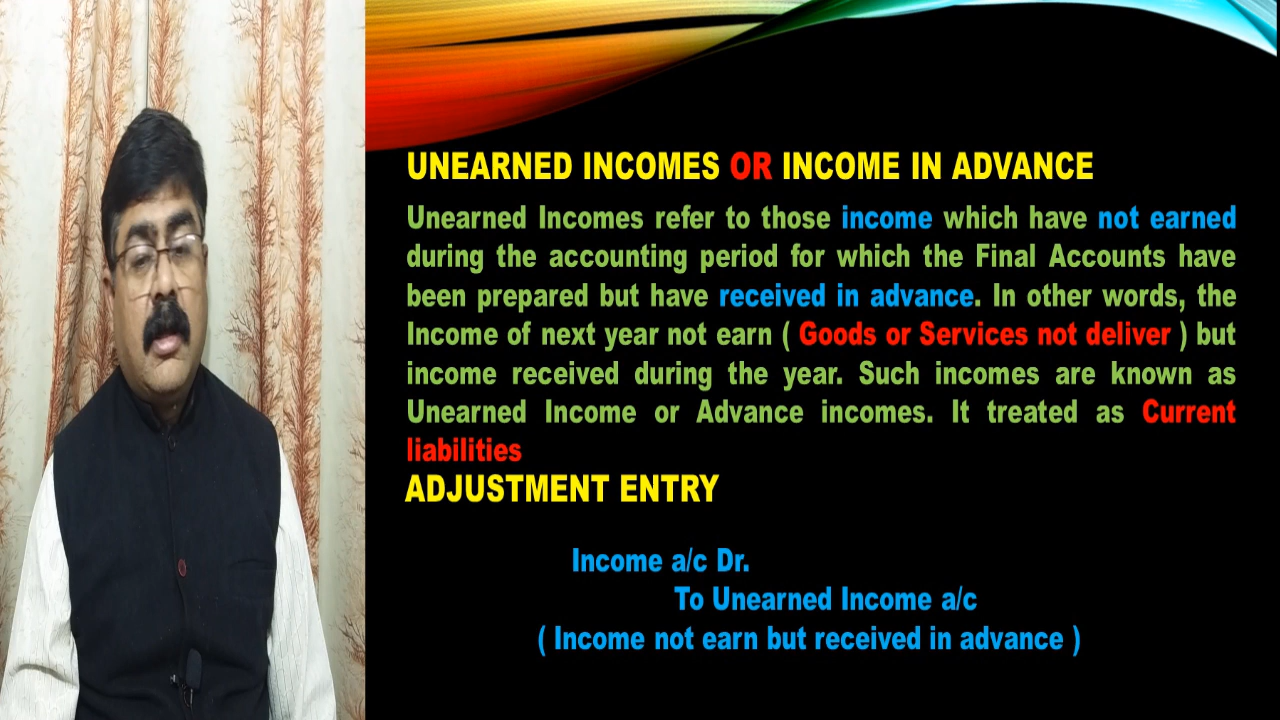 UNEARNED INCOMES OR INCOME IN ADVANCE
Unearned Incomes refer to those income which have not earned
during the accounting period for which the Final Accounts have
been prepared but have received in advance. In other words, the
Income of next year not earn ( Goods or Services not deliver ) but
income received during the year. Such incomes are known as
Unearned Income or Advance incomes. It treated as Current
liabilities
ADJUSTMENT ENTRY
Income a/c Dr.
To Unearned Income a/c
( Income not earn but received in advance )